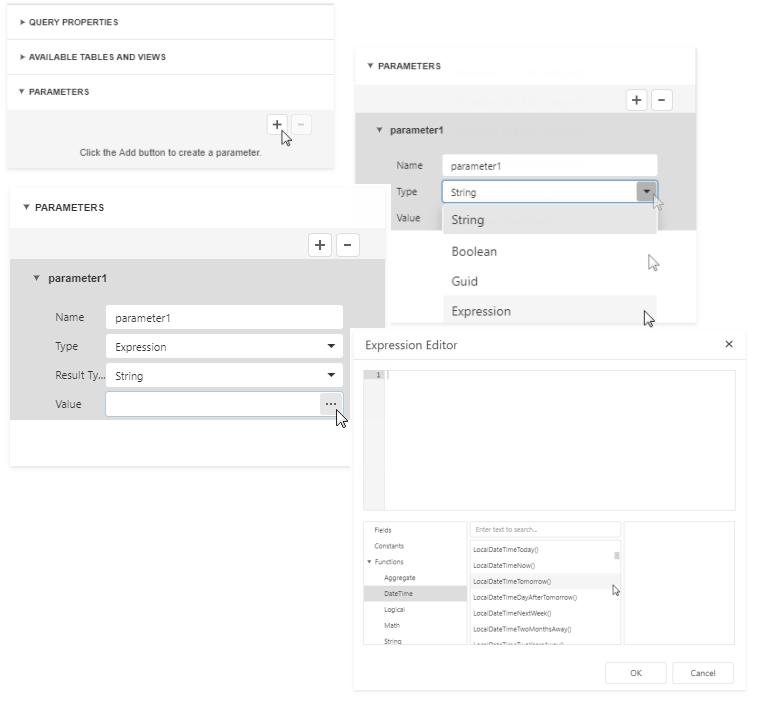 QUERY PROPERTIES
AVAILABLE TABLES AND VIEWS
PARAMETERS
+ −
Click the Add button to create a parameter.
PARAMETERS
+ −
parameter1
Name parameter1
Type String
Value
String
Boolean
Guid
Expression
PARAMETERS
+ −
parameter1
Name parameter1
Type Expression
Result Ty... String
Value ...
Expression Editor
1
Fields
Constants
Functions
Aggregate
DateTime
Logical
Math
String
Enter text to search...
LocalDateTimeToday()
LocalDateTimeNow()
LocalDateTimeTomorrow()
LocalDateTimeDayAfterTomorrow()
LocalDateTimeNextWeek()
LocalDateTimeTwoMonthsAway()
LocalDateTimeTwoYearsAway()
OK Cancel